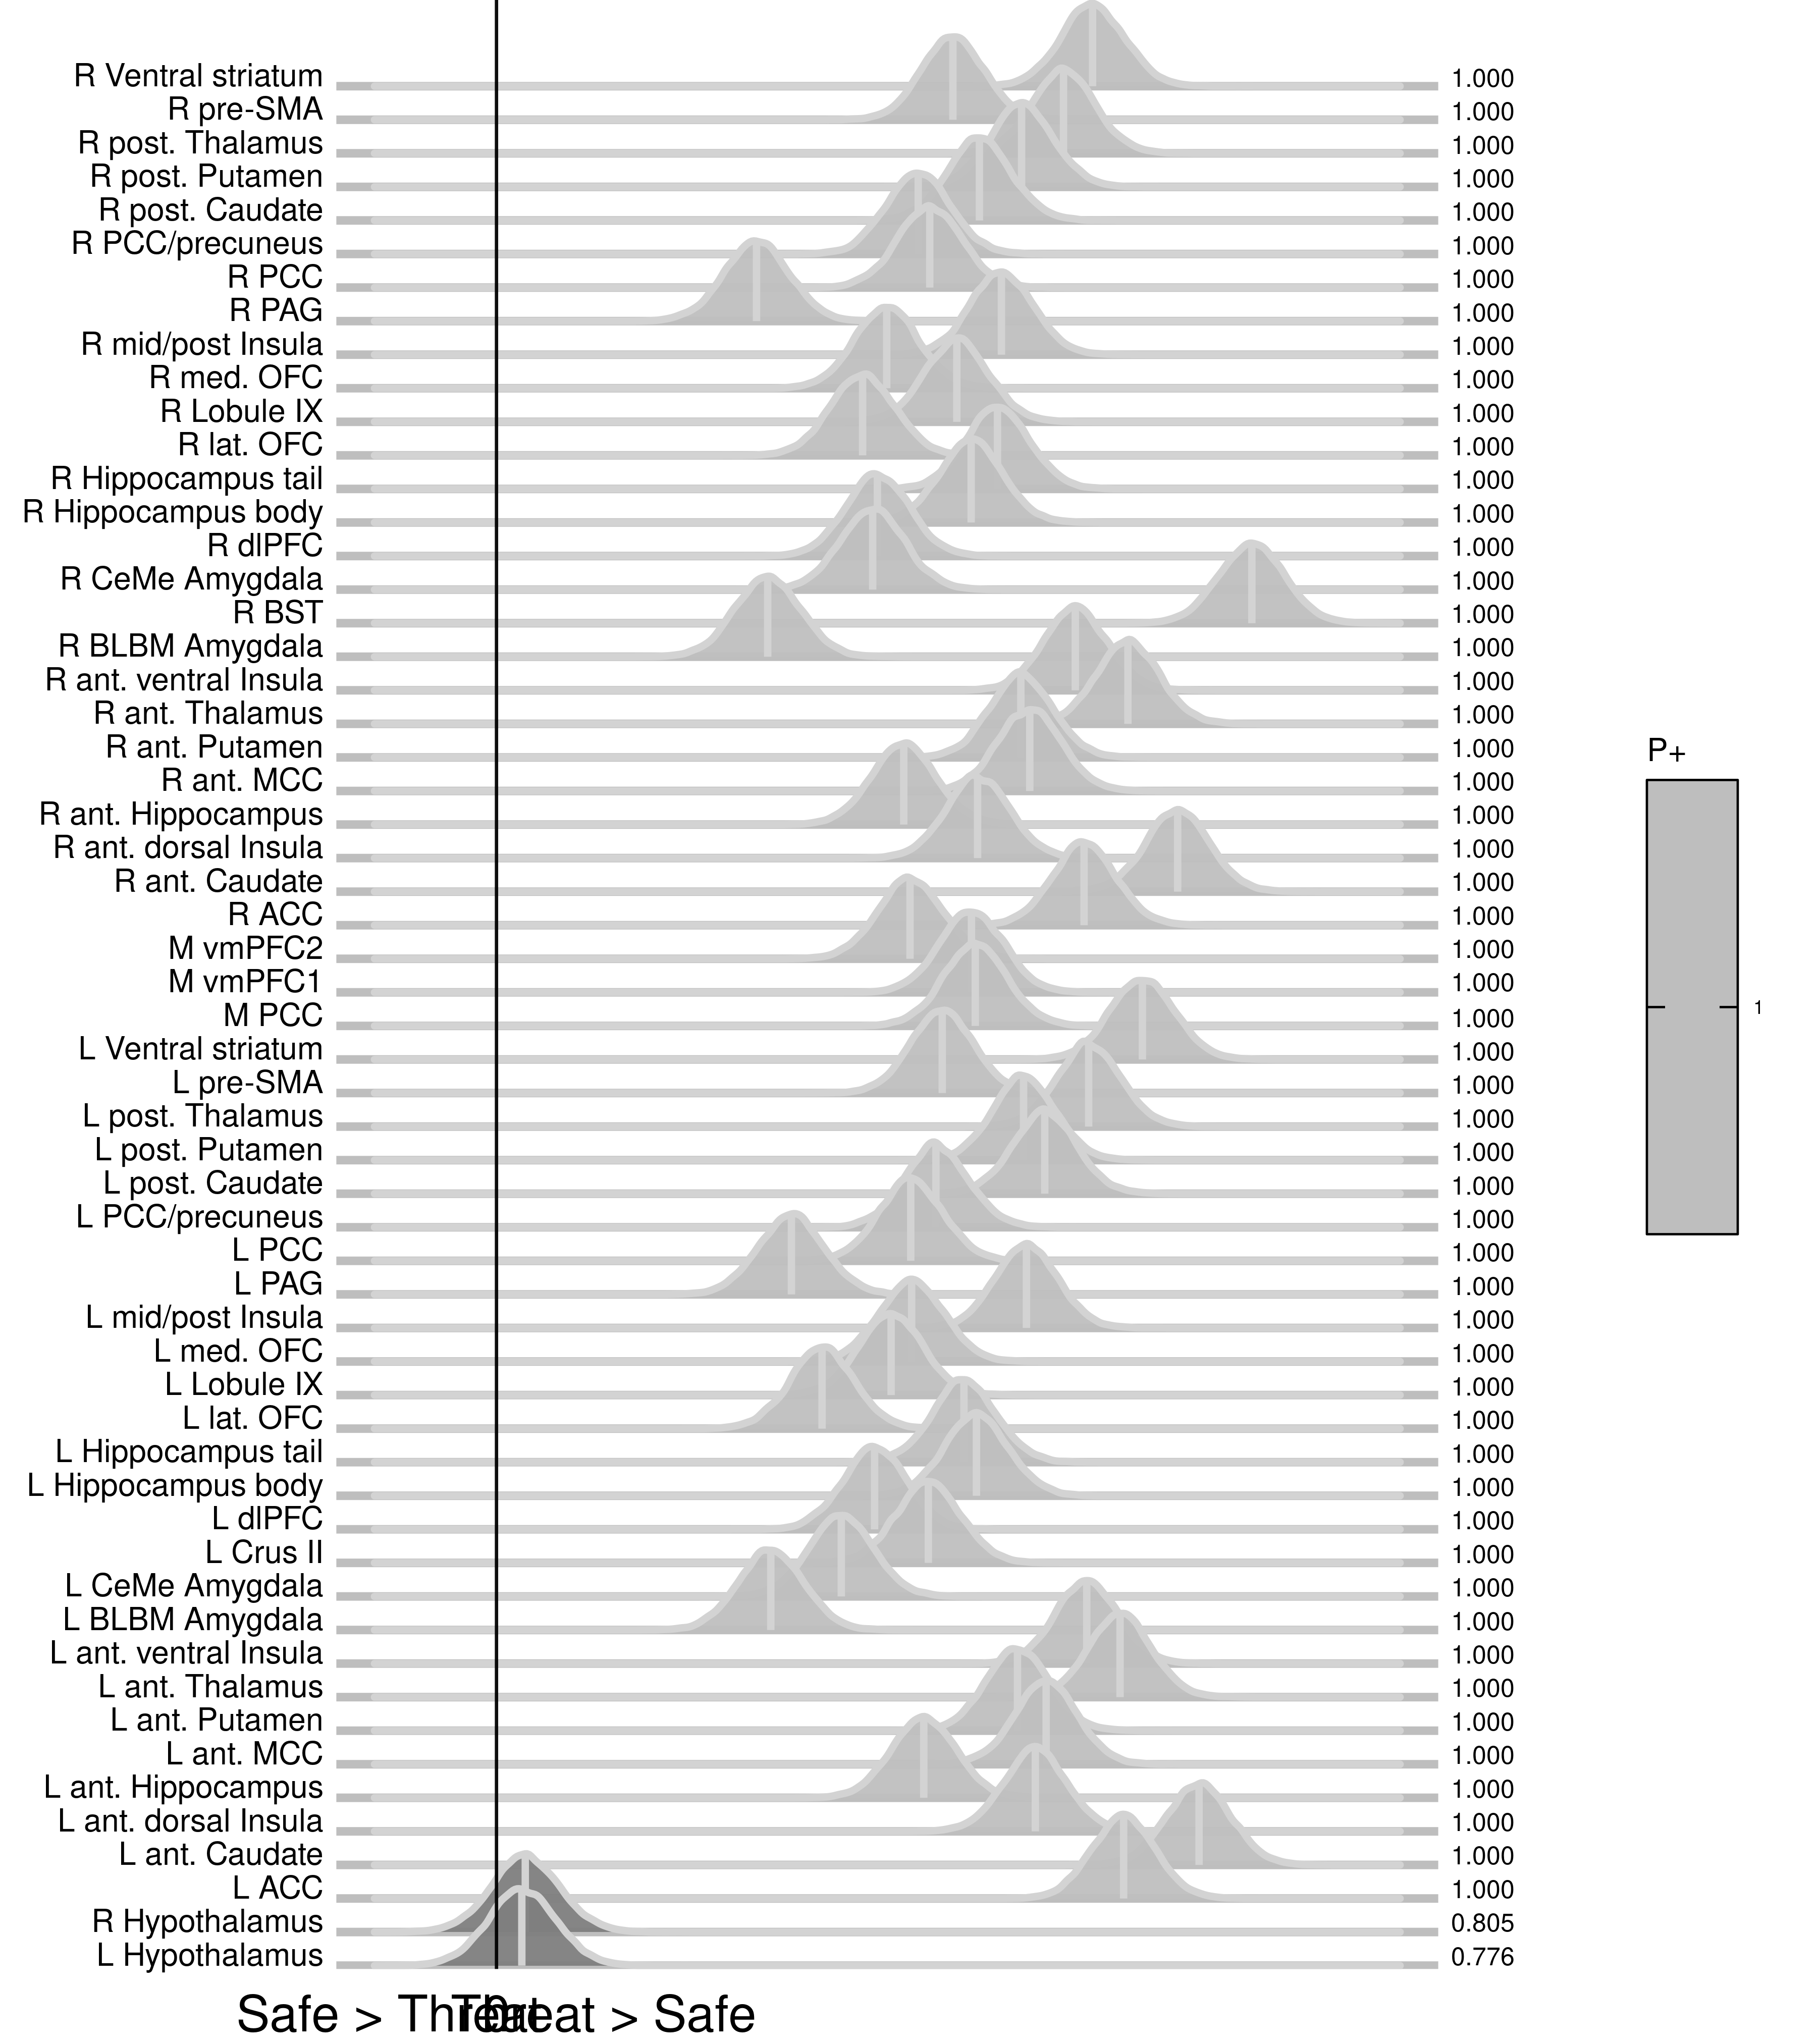 R Ventral striatum 1.000
R pre-SMA 1.000
R post. Thalamus 1.000
R post. Putamen 1.000
R post. Caudate 1.000
R PCC/precuneus 1.000
R PCC 1.000
R PAG 1.000
R mid/post Insula 1.000
R med. OFC 1.000
R Lobule IX 1.000
R lat. OFC 1.000
R Hippocampus tail 1.000
R Hippocampus body 1.000
R dlPFC 1.000
R CeMe Amygdala 1.000
R BST 1.000
R BLBM Amygdala 1.000
R ant. ventral Insula 1.000
R ant. Thalamus 1.000
R ant. Putamen 1.000
R ant. MCC 1.000
R ant. Hippocampus 1.000
R ant. dorsal Insula 1.000
R ant. Caudate 1.000
R ACC 1.000
M vmPFC2 1.000
M vmPFC1 1.000
M PCC 1.000
L Ventral striatum 1.000
L pre-SMA 1.000
L post. Thalamus 1.000
L post. Putamen 1.000
L post. Caudate 1.000
L PCC/precuneus 1.000
L PCC 1.000
L PAG 1.000
L mid/post Insula 1.000
L med. OFC 1.000
L Lobule IX 1.000
L lat. OFC 1.000
L Hippocampus tail 1.000
L Hippocampus body 1.000
L dlPFC 1.000
L Crus II 1.000
L CeMe Amygdala 1.000
L BLBM Amygdala 1.000
L ant. ventral Insula 1.000
L ant. Thalamus 1.000
L ant. Putamen 1.000
L ant. MCC 1.000
L ant. Hippocampus 1.000
L ant. dorsal Insula 1.000
L ant. Caudate 1.000
L ACC 1.000
R Hypothalamus 0.805
L Hypothalamus 0.776
Safe > Threat
Threat > Safe
P+
1